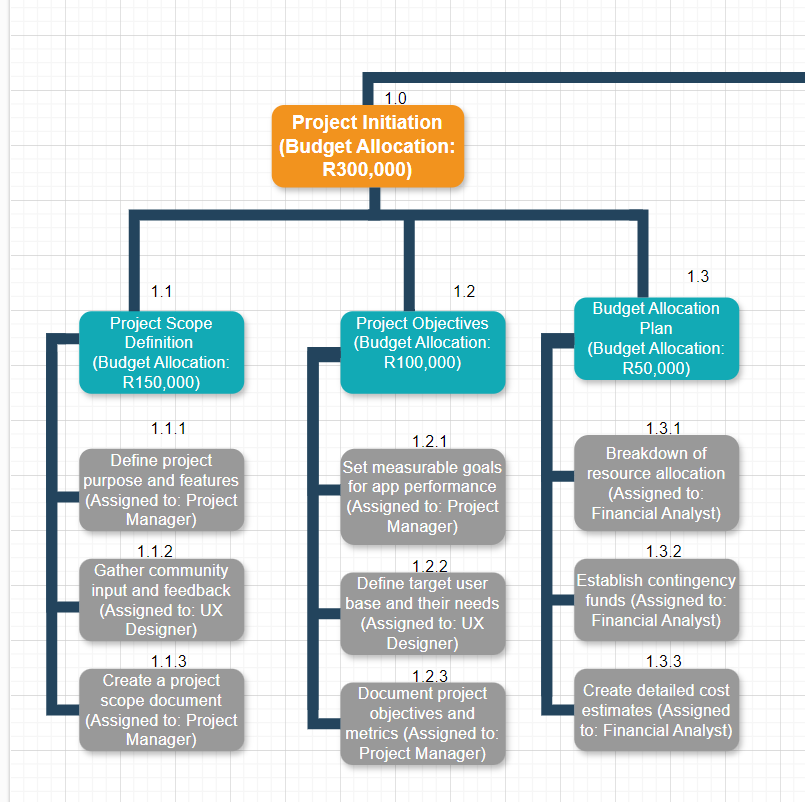 1.0
Project Initiation
(Budget Allocation:
R300,000)
1.1
Project Scope
Definition
(Budget Allocation:
R150,000)
1.1.1
Define project
purpose and features
(Assigned to: Project
Manager)
1.1.2
Gather community
input and feedback
(Assigned to: UX
Designer)
1.1.3
Create a project
scope document
(Assigned to: Project
Manager)
1.2
Project Objectives
(Budget Allocation:
R100,000)
1.2.1
Set measurable goals
for app performance
(Assigned to: Project
Manager)
1.2.2
Define target user
base and their needs
(Assigned to: UX
Designer)
1.2.3
Document project
objectives and
metrics (Assigned to:
Project Manager)
1.3
Budget Allocation
Plan
(Budget Allocation:
R50,000)
1.3.1
Breakdown of
resource allocation
(Assigned to:
Financial Analyst)
1.3.2
Establish contingency
funds (Assigned to:
Financial Analyst)
1.3.3
Create detailed cost
estimates (Assigned
to: Financial Analyst)